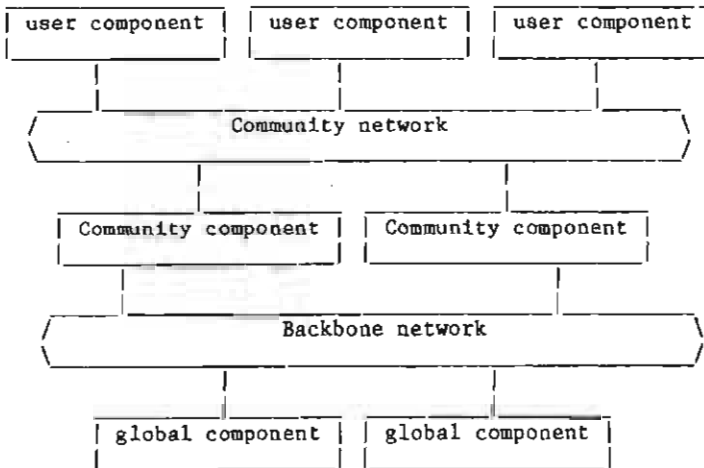 user component user component user component
Community network
Community component Community component
Backbone network
global component global component